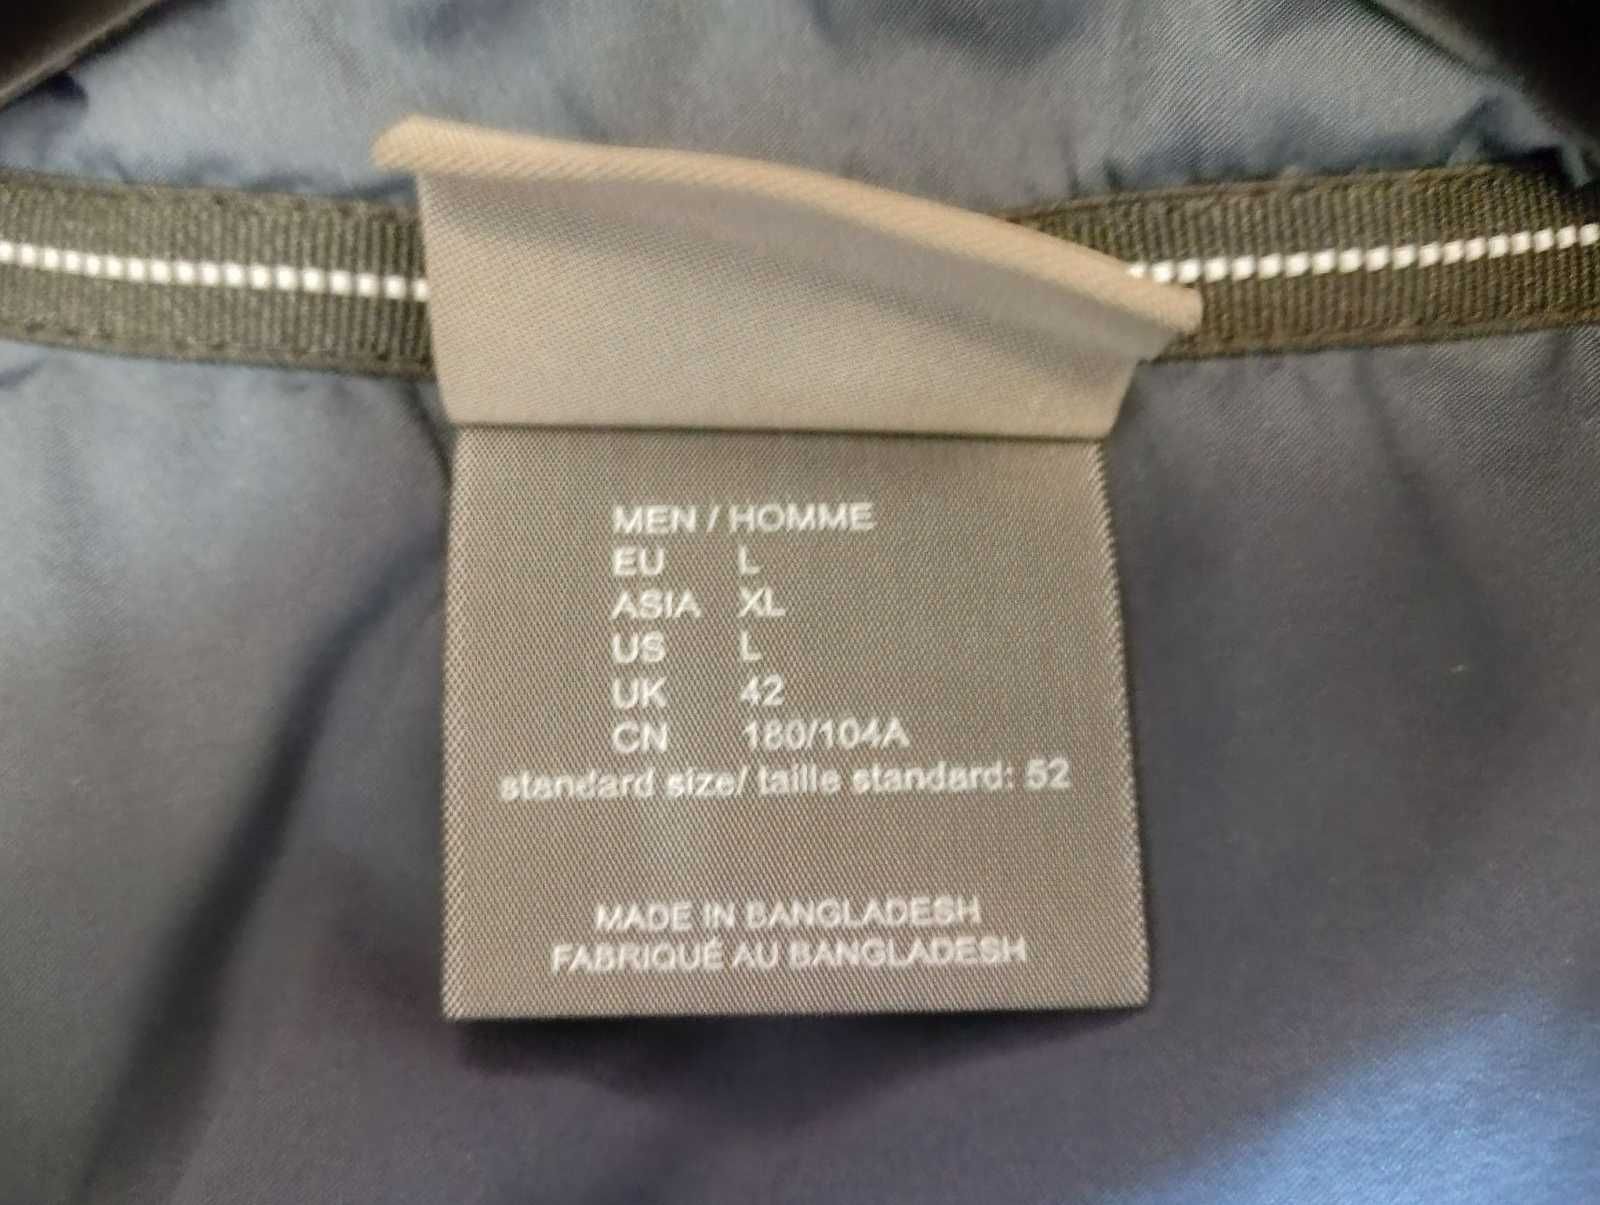 MEN / HOMME
EU L
ASIA XL
US L
UK 42
CN 180/104A
standard size/ taille standard: 52
MADE IN BANGLADESH
FABRIQUÉ AU BANGLADESH